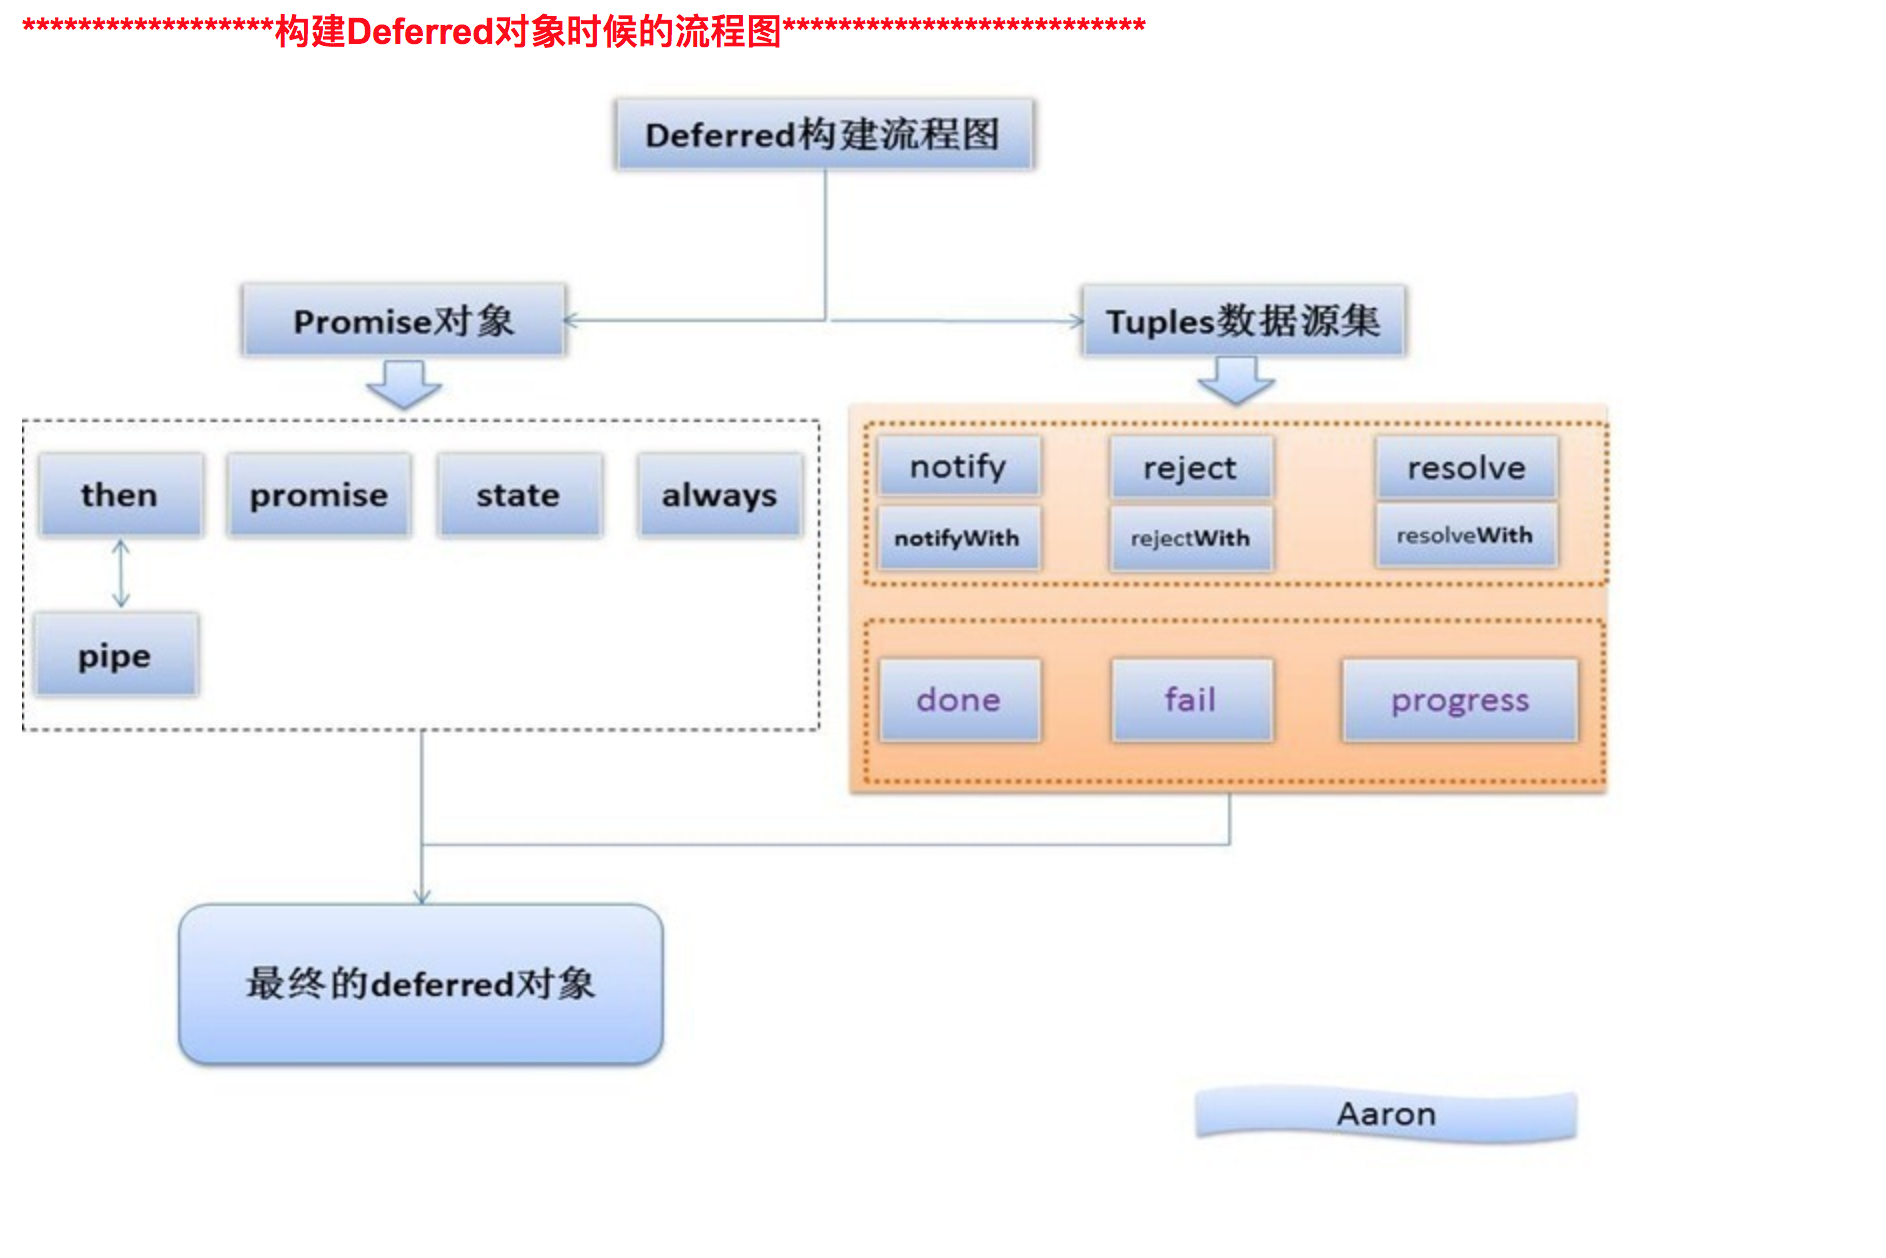 ******************构建Deferred对象时候的流程图**************************
Deferred构建流程图
Promise对象
Tuples数据源集
then
promise
state
always
pipe
notify
reject
resolve
notifyWith
rejectWith
resolveWith
done
fail
progress
最终的deferred对象
Aaron